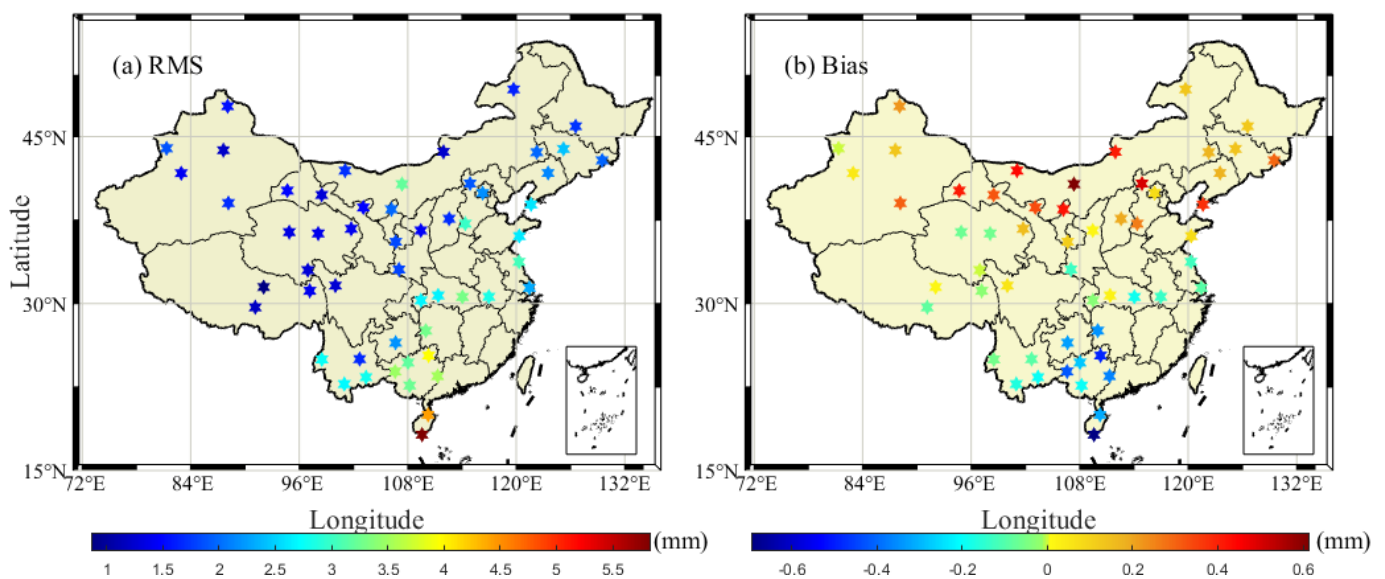 (a) RMS
(b) Bias
45°N
30°N
15°N
72°E 84°E 96°E 108°E 120°E 132°E
Latitude
Longitude
1 1.5 2 2.5 3 3.5 4 4.5 5 5.5 (mm)
45°N
30°N
15°N
72°E 84°E 96°E 108°E 120°E 132°E
Longitude
-0.6 -0.4 -0.2 0 0.2 0.4 0.6 (mm)